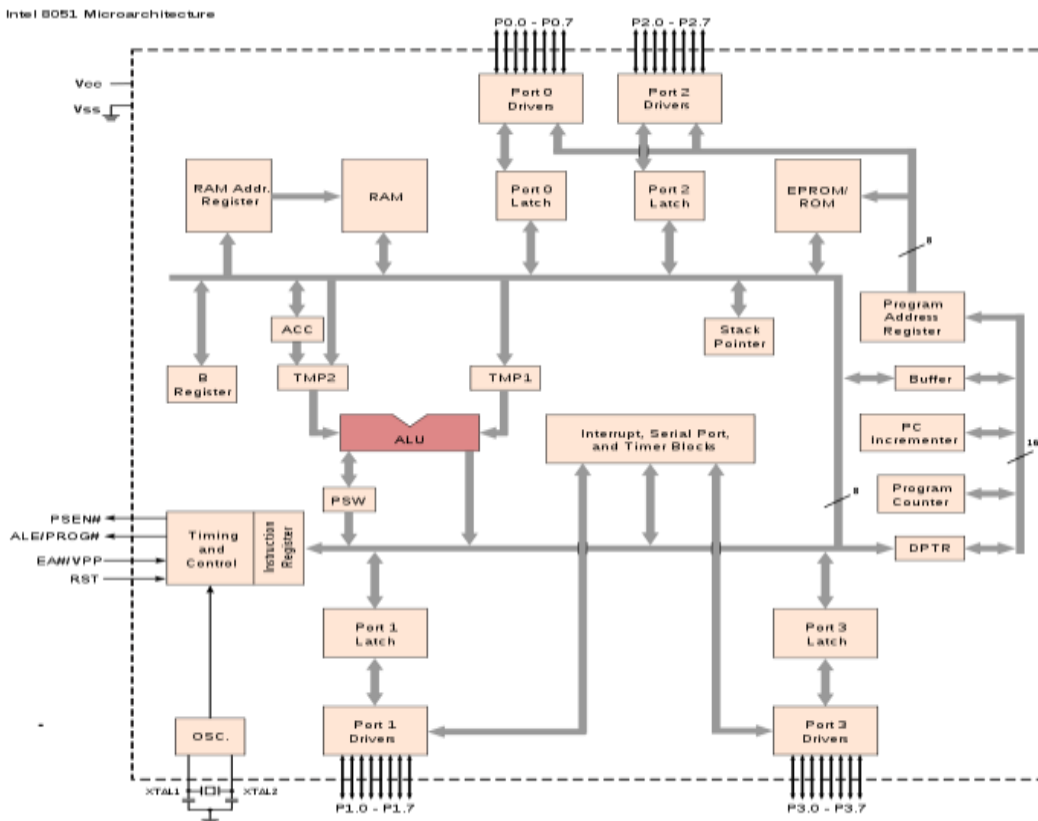 Intel 8051 Microarchitecture
P0.0 - P0.7
P2.0 - P2.7
Vcc
Vss
Port 0
Drivers
Port 2
Drivers
RAM Addr.
Register
RAM
Port 0
Latch
Port 2
Latch
EPROM/
ROM
8
Program
Address
Register
ACC
Stack
Pointer
B
Register
TMP2
TMP1
Buffer
ALU
Interrupt, Serial Port,
and Timer Blocks
PC
Incrementer
16
PSW
8
Program
Counter
PSEN#
ALE/PROG#
EA#/VPP
RST
Timing
and
Control
Instruction
Register
DPTR
Port 1
Latch
Port 3
Latch
OSC.
Port 1
Drivers
Port 3
Drivers
XTAL1
XTAL2
P1.0 - P1.7
P3.0 - P3.7